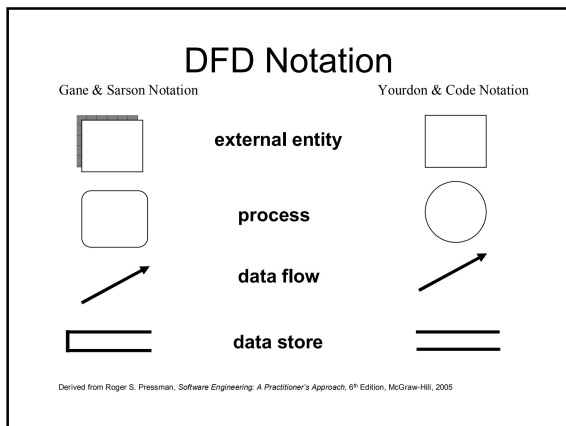 DFD Notation
Gane & Sarson Notation
Yourdon & Code Notation
external entity
process
data flow
data store
Derived from Roger S. Pressman, Software Engineering: A Practitioner's Approach, 6th Edition, McGraw-Hill, 2005